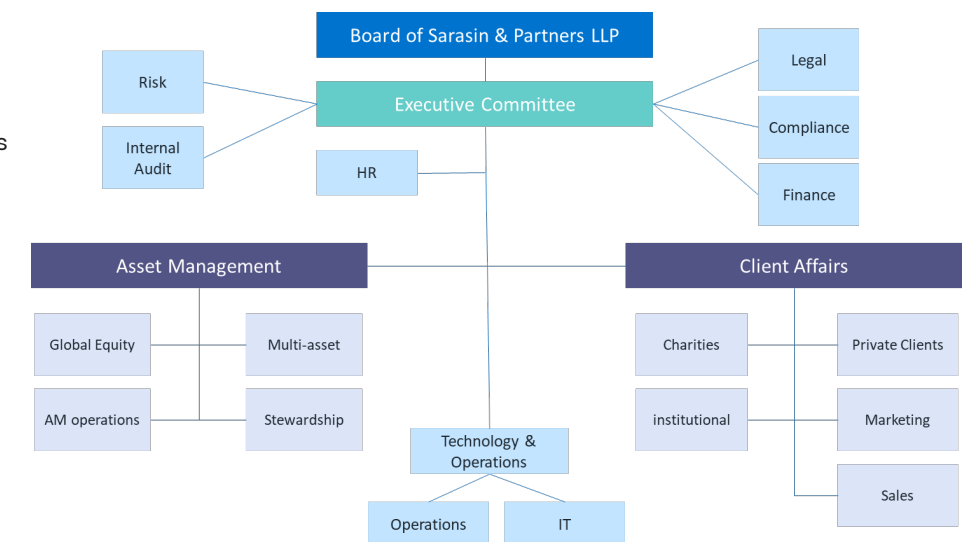 Board of Sarasin & Partners LLP
Risk
Executive Committee
Legal
Compliance
s
Internal
Audit
HR
Finance
Asset Management
Client Affairs
Global Equity
Multi-asset
Charities
Private Clients
AM operations
Stewardship
institutional
Marketing
Technology &
Operations
Sales
Operations
IT